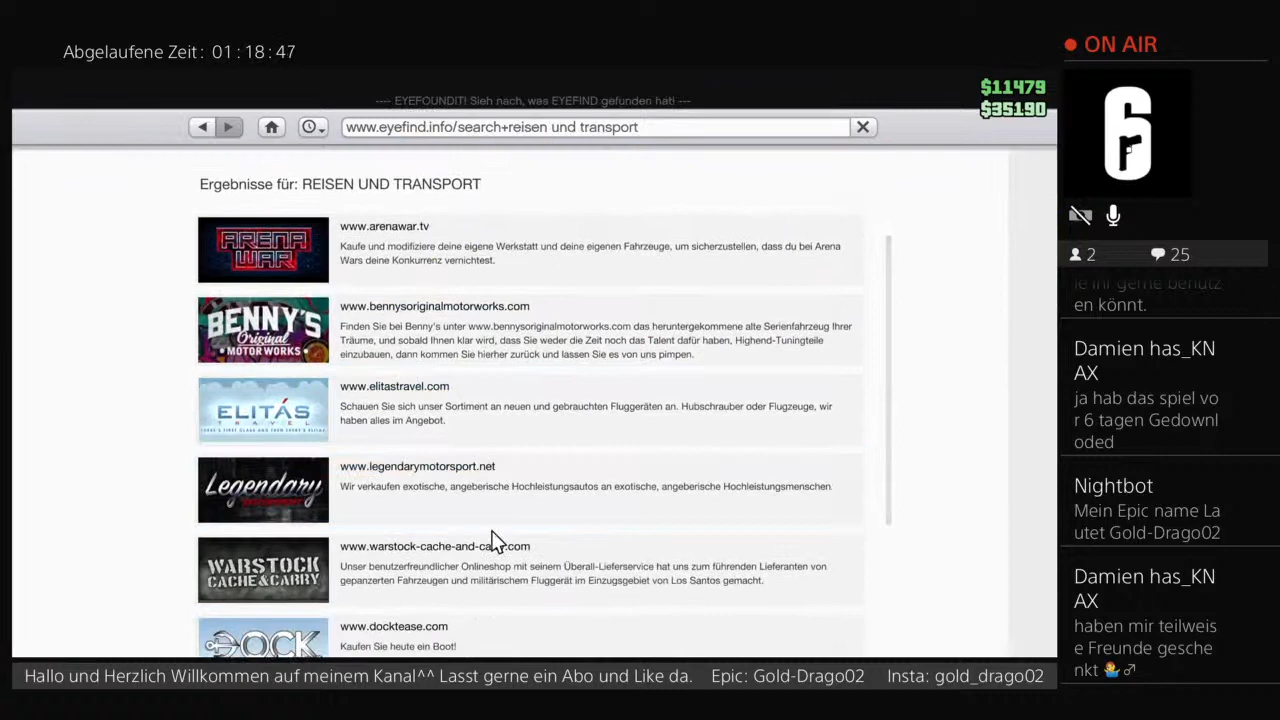 Abgelaufene Zeit: 01:18:47
ON AIR
---- EYEFOUNDIT! Sieh nach, was EYEFIND gefunden hat! ---
$11479
$35190
www.eyefind.info/search+reisen und transport
Ergebnisse für: REISEN UND TRANSPORT
ARENA
WAR
www.arenawar.tv
Kaufe und modifiziere deine eigene Werkstatt und deine eigenen Fahrzeuge, um sicherzustellen, dass du bei Arena
Wars deine Konkurrenz vernichtest.
BENNY'S
Original
MOTOR WORKS
www.bennysoriginalmotorworks.com
Finden Sie bei Benny's unter www.bennysoriginalmotorworks.com das heruntergekommene alte Serienfahrzeug Ihrer
Träume, und sobald Ihnen klar wird, dass Sie weder die Zeit noch das Talent dafür haben, Highend-Tuningteile
einzubauen, dann kommen Sie hierher zurück und lassen Sie es von uns pimpen.
ELITÁS
TRAVEL
www.elitastravel.com
Schauen Sie sich unser Sortiment an neuen und gebrauchten Fluggeräten an. Hubschrauber oder Flugzeuge, wir
haben alles im Angebot.
Legendary
www.legendarymotorsport.net
Wir verkaufen exotische, angeberische Hochleistungsautos an exotische, angeberische Hochleistungsmenschen.
WARSTOCK
CACHE&CARRY
www.warstock-cache-and-ca com
Unser benutzerfreundlicher Onlineshop mit seinem Überall-Lieferservice hat uns zum führenden Lieferanten von
gepanzerten Fahrzeugen und militärischem Fluggerät im Einzugsgebiet von Los Santos gemacht.
DOCK
www.docktease.com
Kaufen Sie heute ein Boot!
6
2 25
ie ihr gerne benutz
en könnt.
Damien has_KN
AX
ja hab das spiel vo
r 6 tagen Gedownl
oded
Nightbot
Mein Epic name La
utet Gold-Drago02
Damien has_KN
AX
haben mir teilweis
e Freunde gesche
nkt 🤷‍♂
Hallo und Herzlich Willkommen auf meinem Kanal^^ Lasst gerne ein Abo und Like da. Epic: Gold-Drago02 Insta: gold_drago02